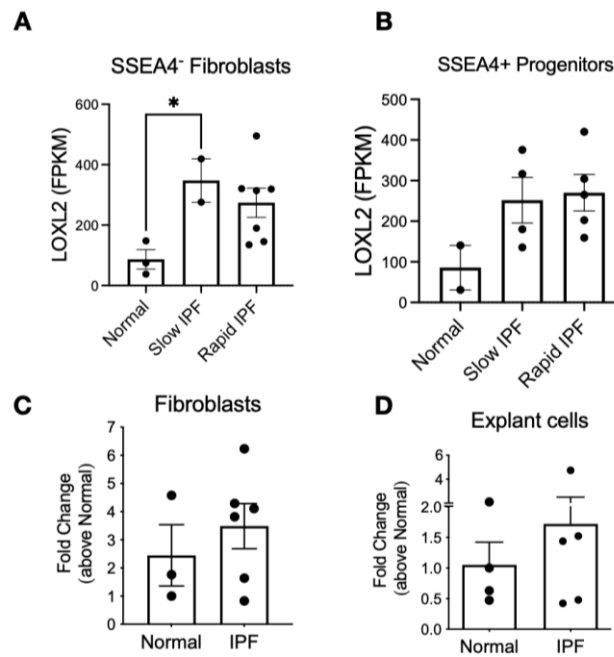 A
SSEA4⁻ Fibroblasts
LOXL2 (FPKM)
600
400
200
0
*
Normal
Slow IPF
Rapid IPF
B
SSEA4+ Progenitors
LOXL2 (FPKM)
500
400
300
200
100
0
Normal
Slow IPF
Rapid IPF
C
Fibroblasts
Fold Change
(above Normal)
7
6
5
4
3
2
1
0
Normal
IPF
D
Explant cells
Fold Change
(above Normal)
6
4
2.0
1.5
1.0
0.5
0.0
Normal
IPF